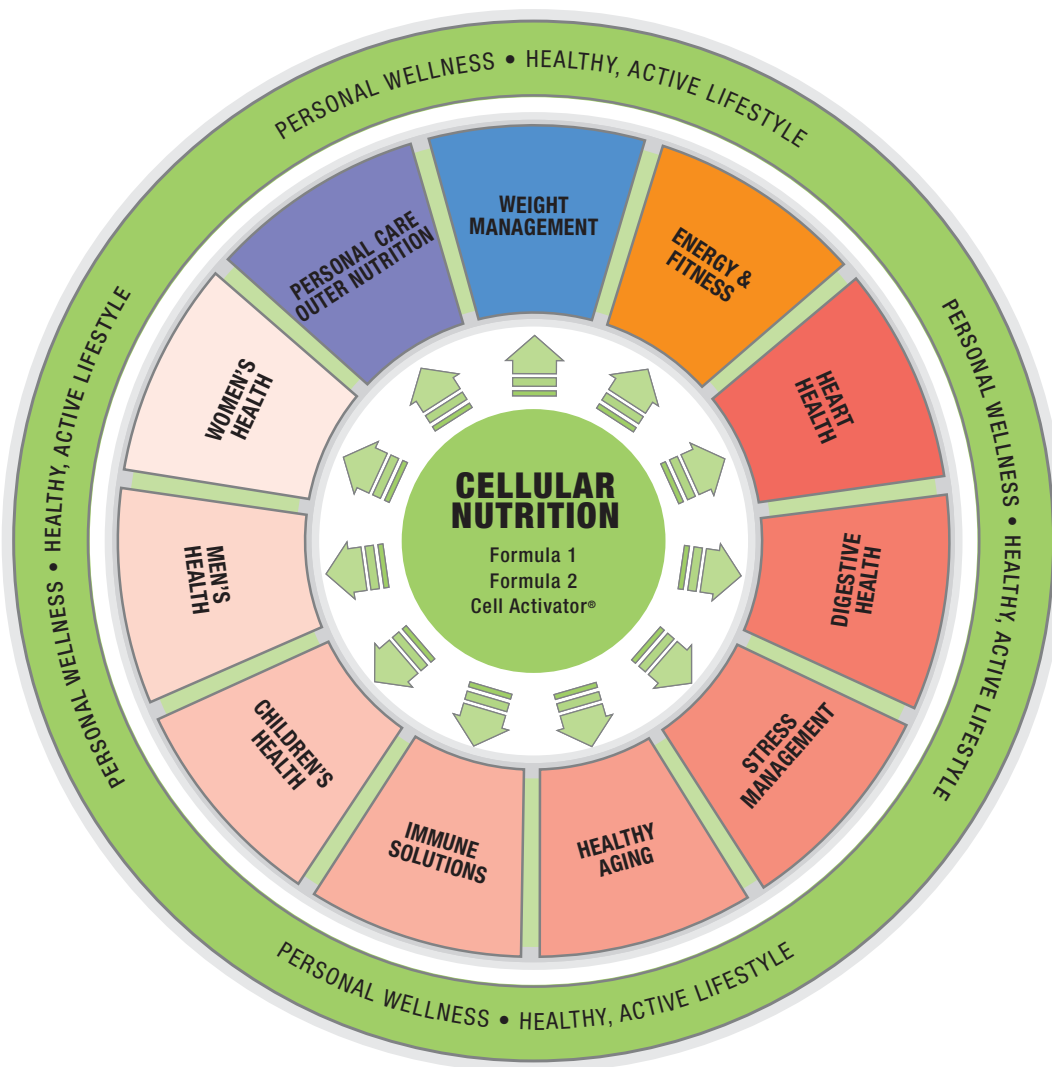 PERSONAL WELLNESS • HEALTHY, ACTIVE LIFESTYLE
WEIGHT
MANAGEMENT
ENERGY &
FITNESS
HEART
HEALTH
DIGESTIVE
HEALTH
STRESS
MANAGEMENT
HEALTHY
AGING
IMMUNE
SOLUTIONS
CHILDREN'S
HEALTH
MEN'S
HEALTH
WOMEN'S
HEALTH
PERSONAL CARE
OUTER NUTRITION
CELLULAR
NUTRITION
Formula 1
Formula 2
Cell Activator®
PERSONAL WELLNESS • HEALTHY, ACTIVE LIFESTYLE
PERSONAL WELLNESS • HEALTHY, ACTIVE LIFESTYLE
PERSONAL WELLNESS • HEALTHY, ACTIVE LIFESTYLE